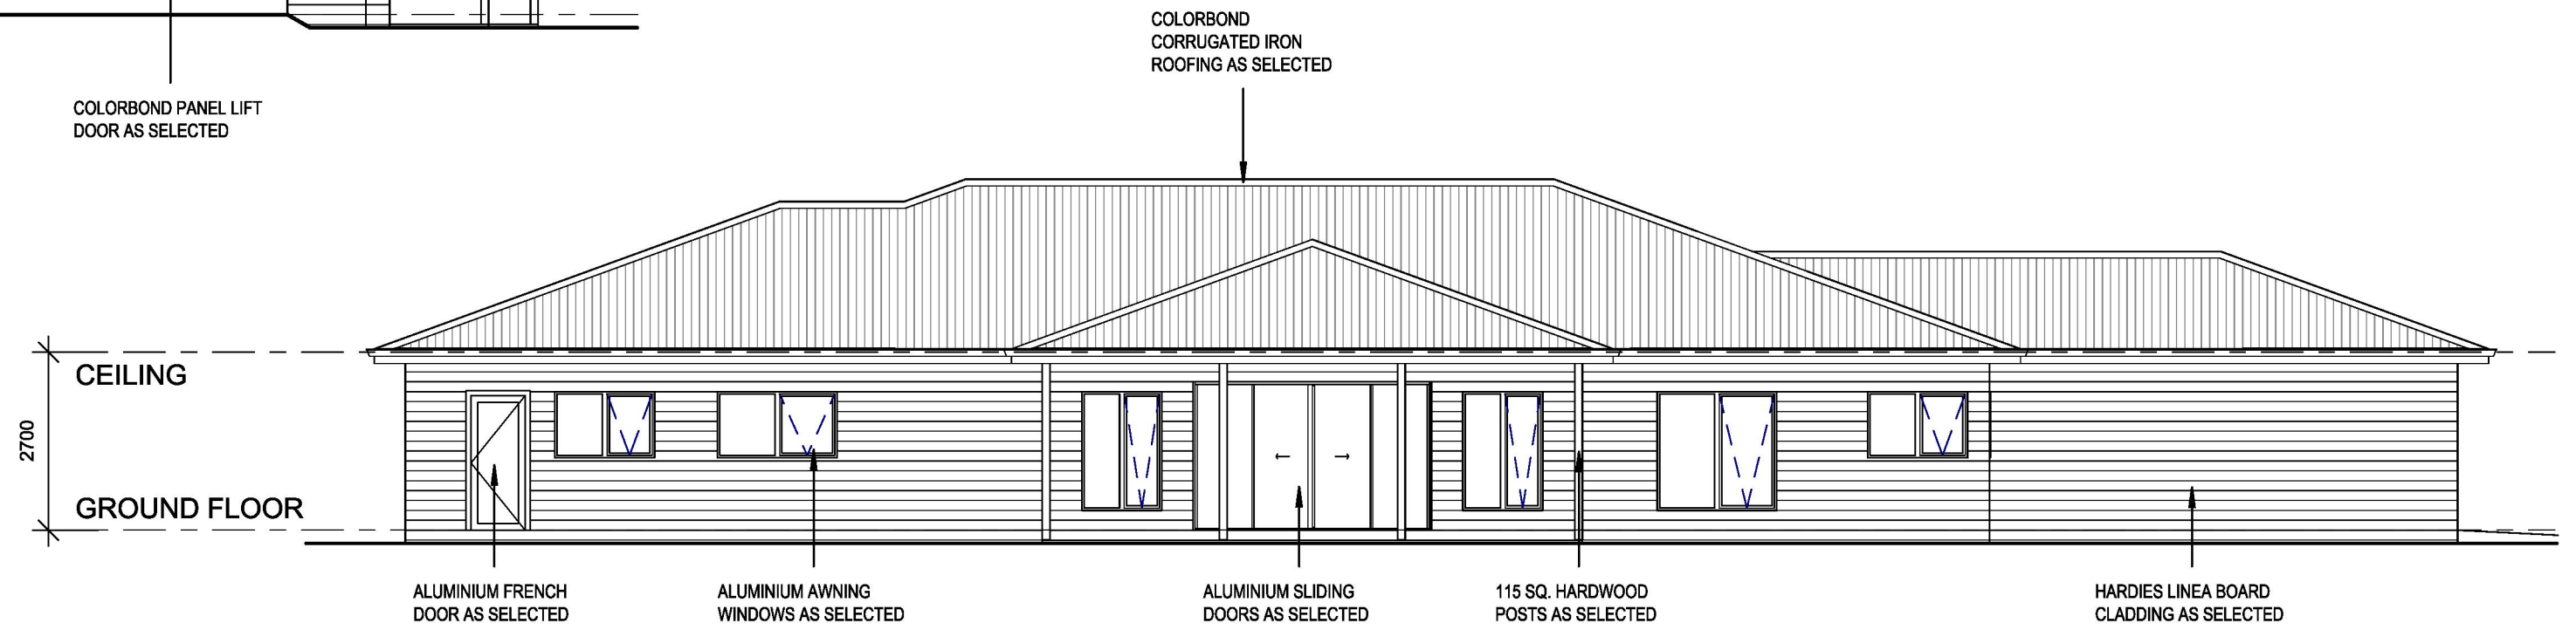 COLORBOND
CORRUGATED IRON
ROOFING AS SELECTED
COLORBOND PANEL LIFT
DOOR AS SELECTED
CEILING
2700
GROUND FLOOR
ALUMINIUM FRENCH
DOOR AS SELECTED
ALUMINIUM AWNING
WINDOWS AS SELECTED
ALUMINIUM SLIDING
DOORS AS SELECTED
115 SQ. HARDWOOD
POSTS AS SELECTED
HARDIES LINEA BOARD
CLADDING AS SELECTED